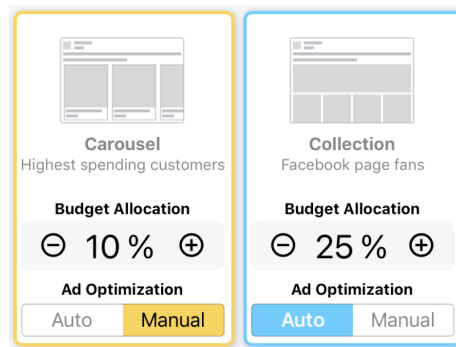 Carousel
Highest spending customers
Budget Allocation
10 %
Ad Optimization
Auto Manual
Collection
Facebook page fans
Budget Allocation
25 %
Ad Optimization
Auto Manual